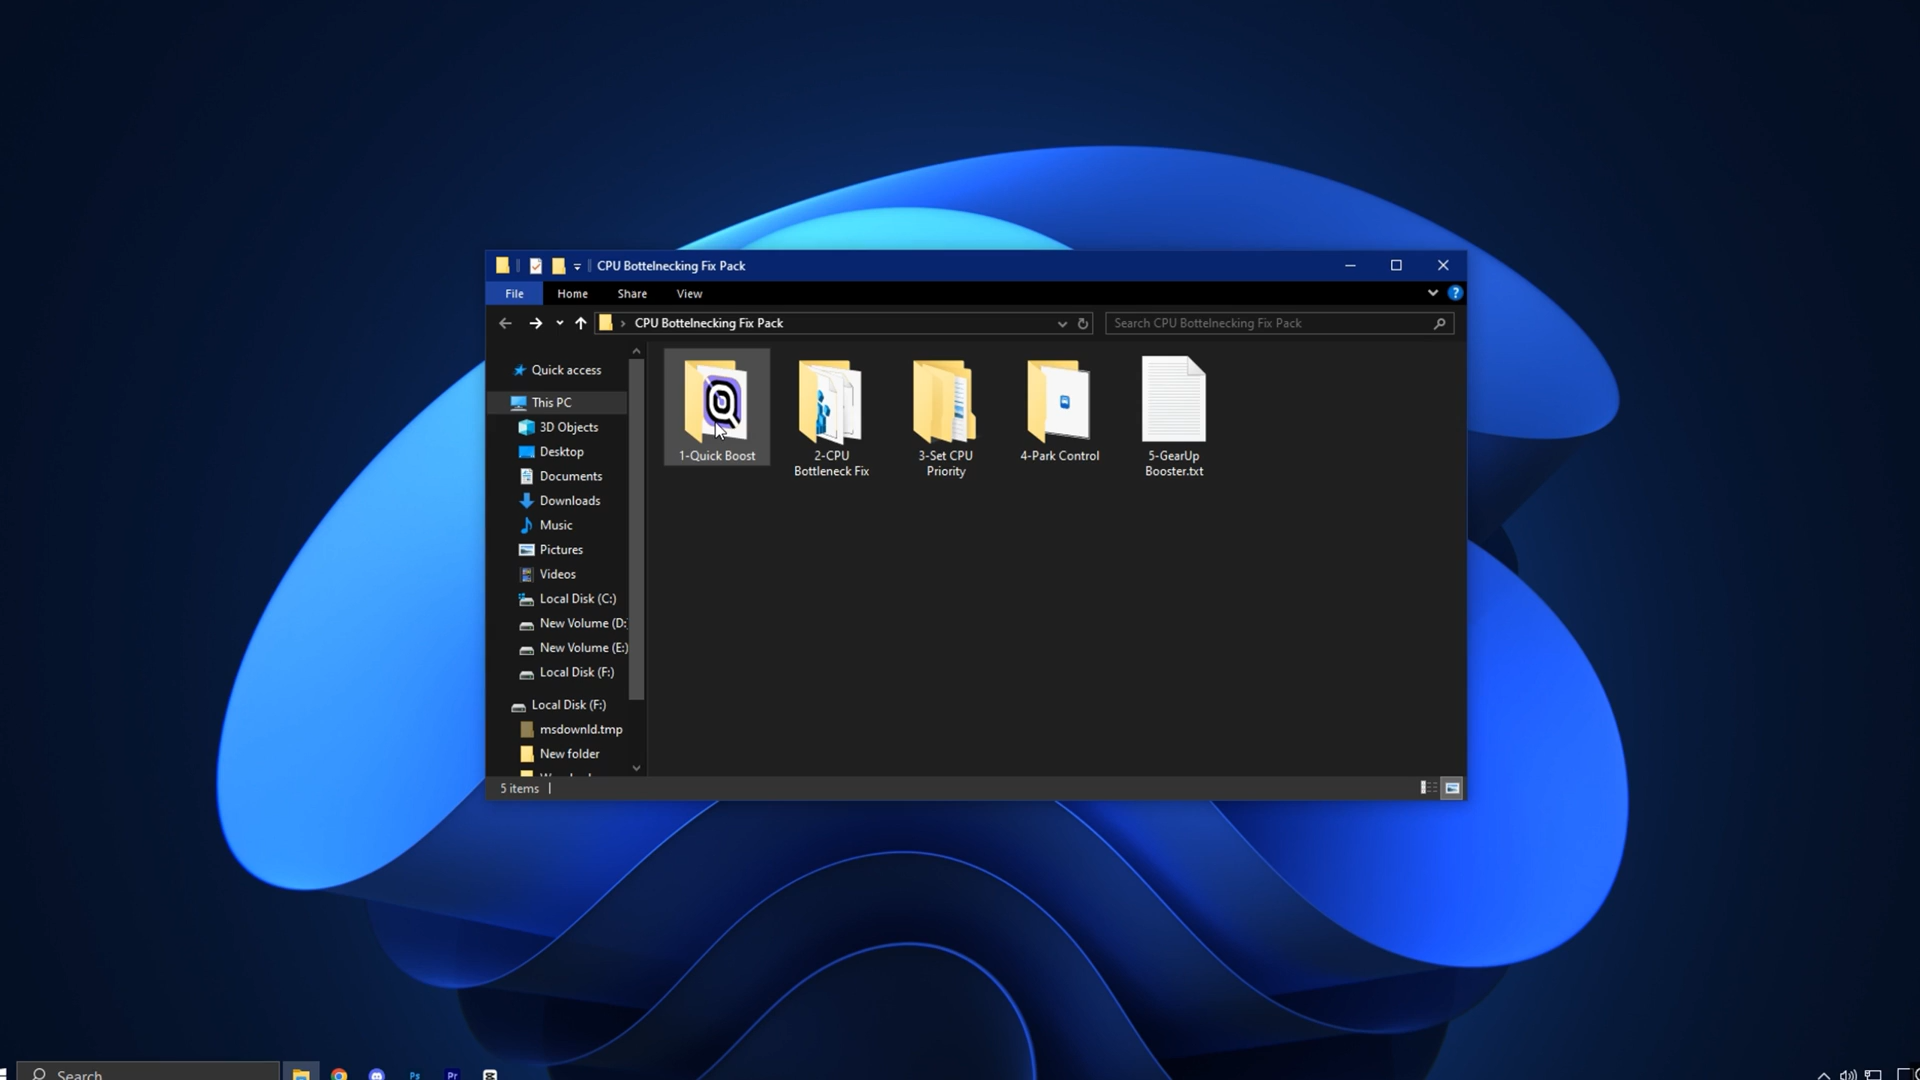 CPU Bottelnecking Fix Pack
File Home Share View
CPU Bottelnecking Fix Pack
Search CPU Bottelnecking Fix Pack
Quick access
This PC
3D Objects
Desktop
Documents
Downloads
Music
Pictures
Videos
Local Disk (C:)
New Volume (D:
New Volume (E:)
Local Disk (F:)
Local Disk (F:)
msdownld.tmp
New folder
1-Quick Boost
2-CPU
Bottleneck Fix
3-Set CPU
Priority
4-Park Control
5-GearUp
Booster.txt
5 items
Search
Ps
Pr